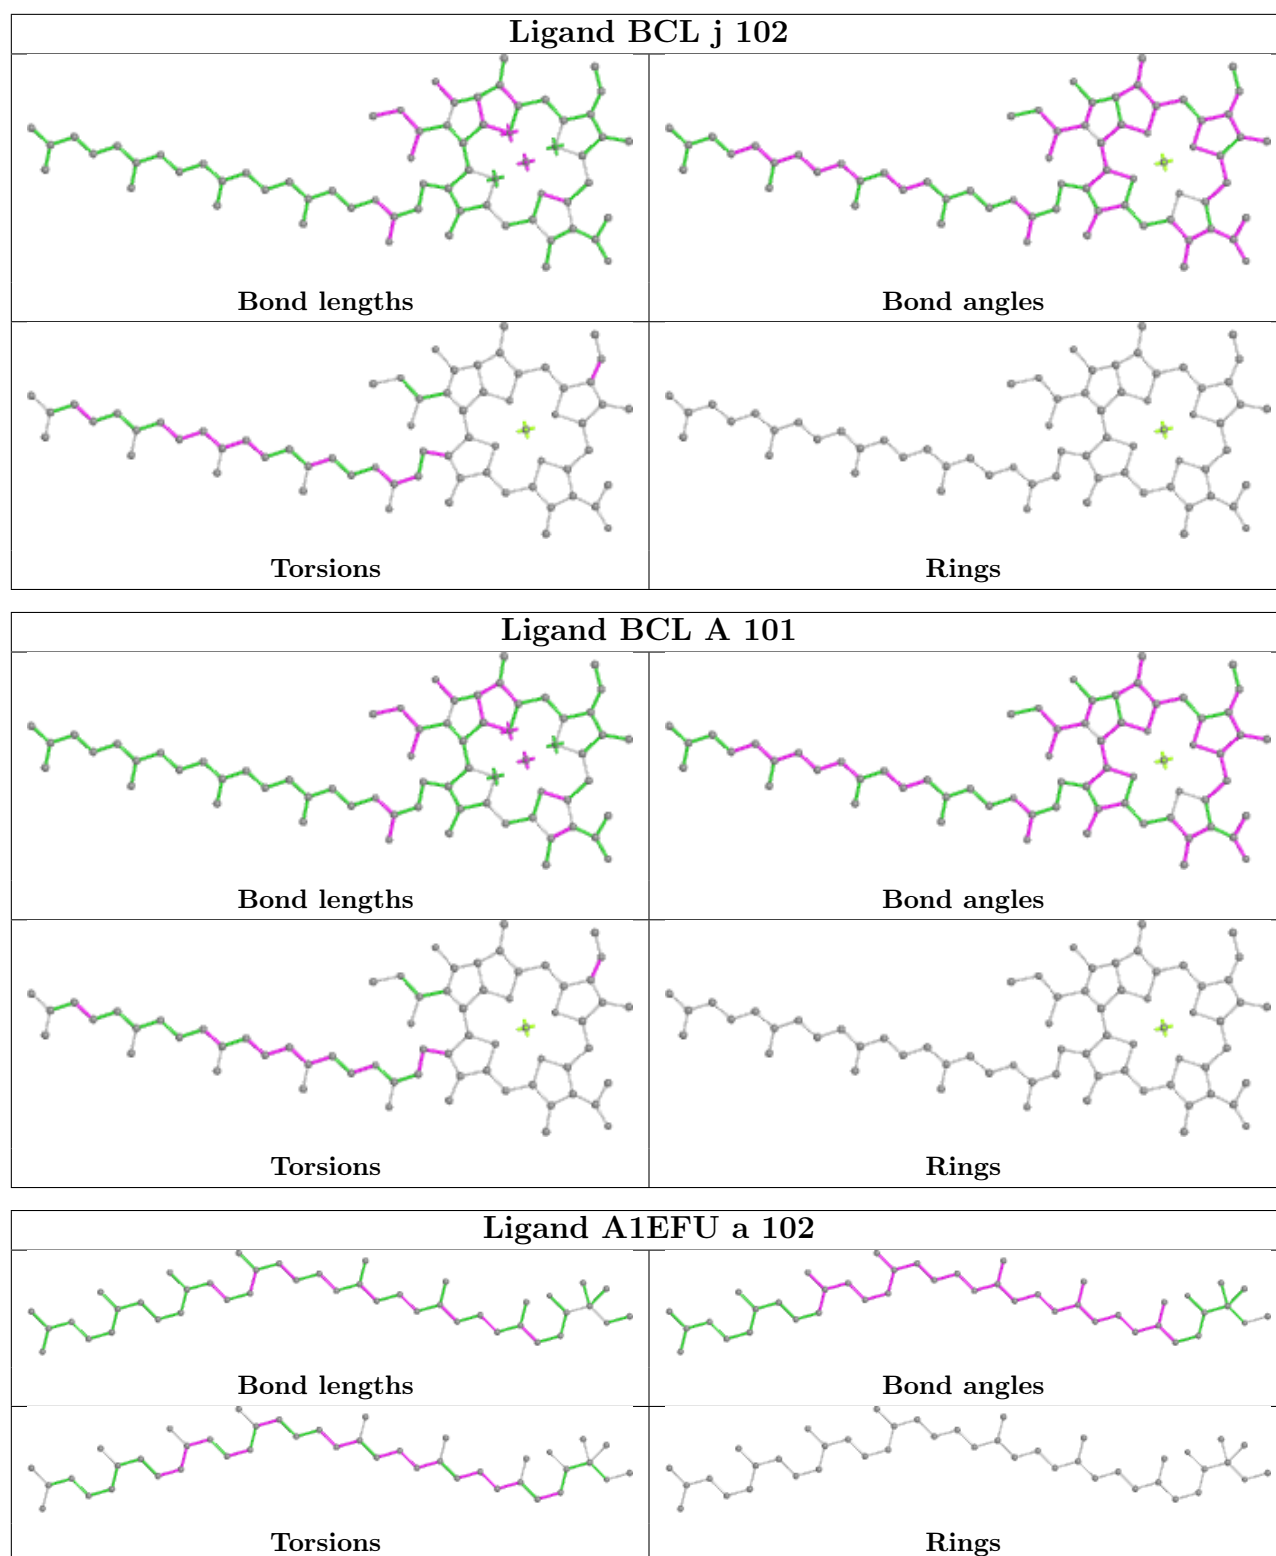 Ligand BCL j 102
Bond lengths
Bond angles
Torsions
Rings
Ligand BCL A 101
Bond lengths
Bond angles
Torsions
Rings
Ligand A1EFU a 102
Bond lengths
Bond angles
Torsions
Rings